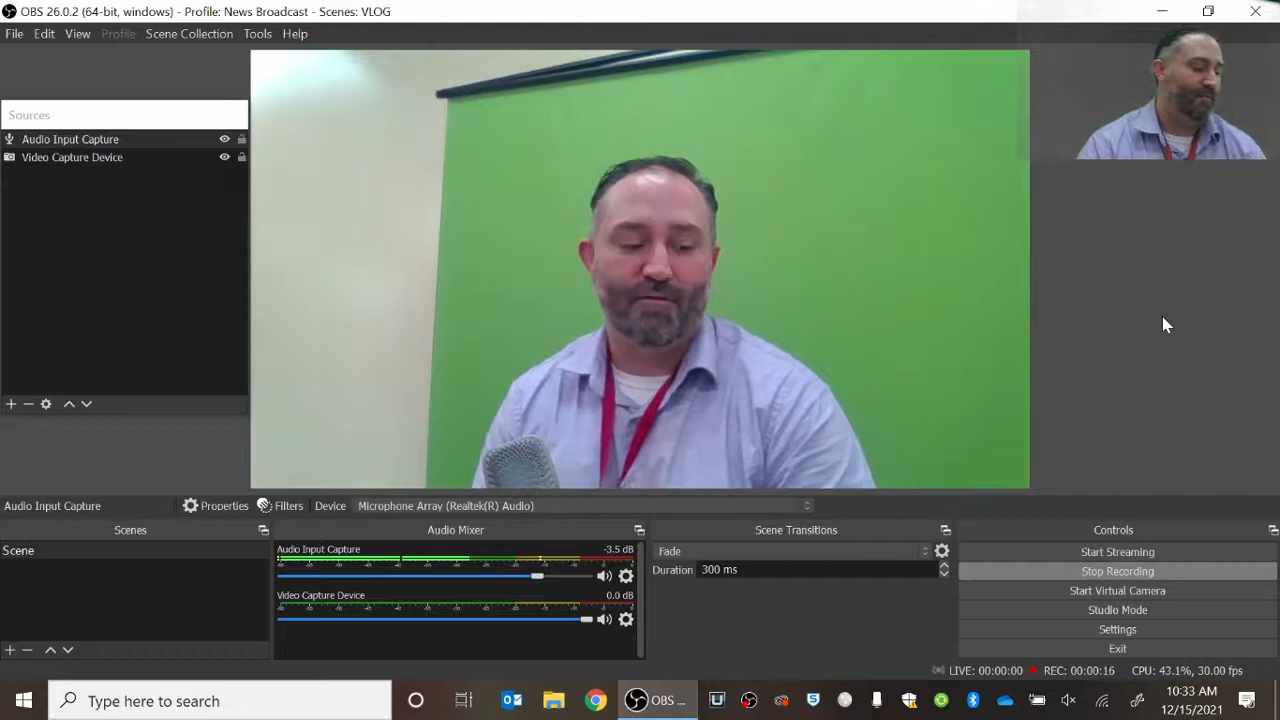 OBS 26.0.2 (64-bit, windows) - Profile: News Broadcast - Scenes: VLOG
File Edit View Profile Scene Collection Tools Help
Sources
Audio Input Capture
Video Capture Device
Audio Input Capture Properties Filters Device Microphone Array (Realtek(R) Audio)
Scenes
Scene
Audio Mixer
Audio Input Capture -3.5 dB
Video Capture Device 0.0 dB
Scene Transitions
Fade
Duration 300 ms
Controls
Start Streaming
Stop Recording
Start Virtual Camera
Studio Mode
Settings
Exit
LIVE: 00:00:00 REC: 00:00:16 CPU: 43.1%, 30.00 fps
Type here to search
OBS ...
10:33 AM
12/15/2021